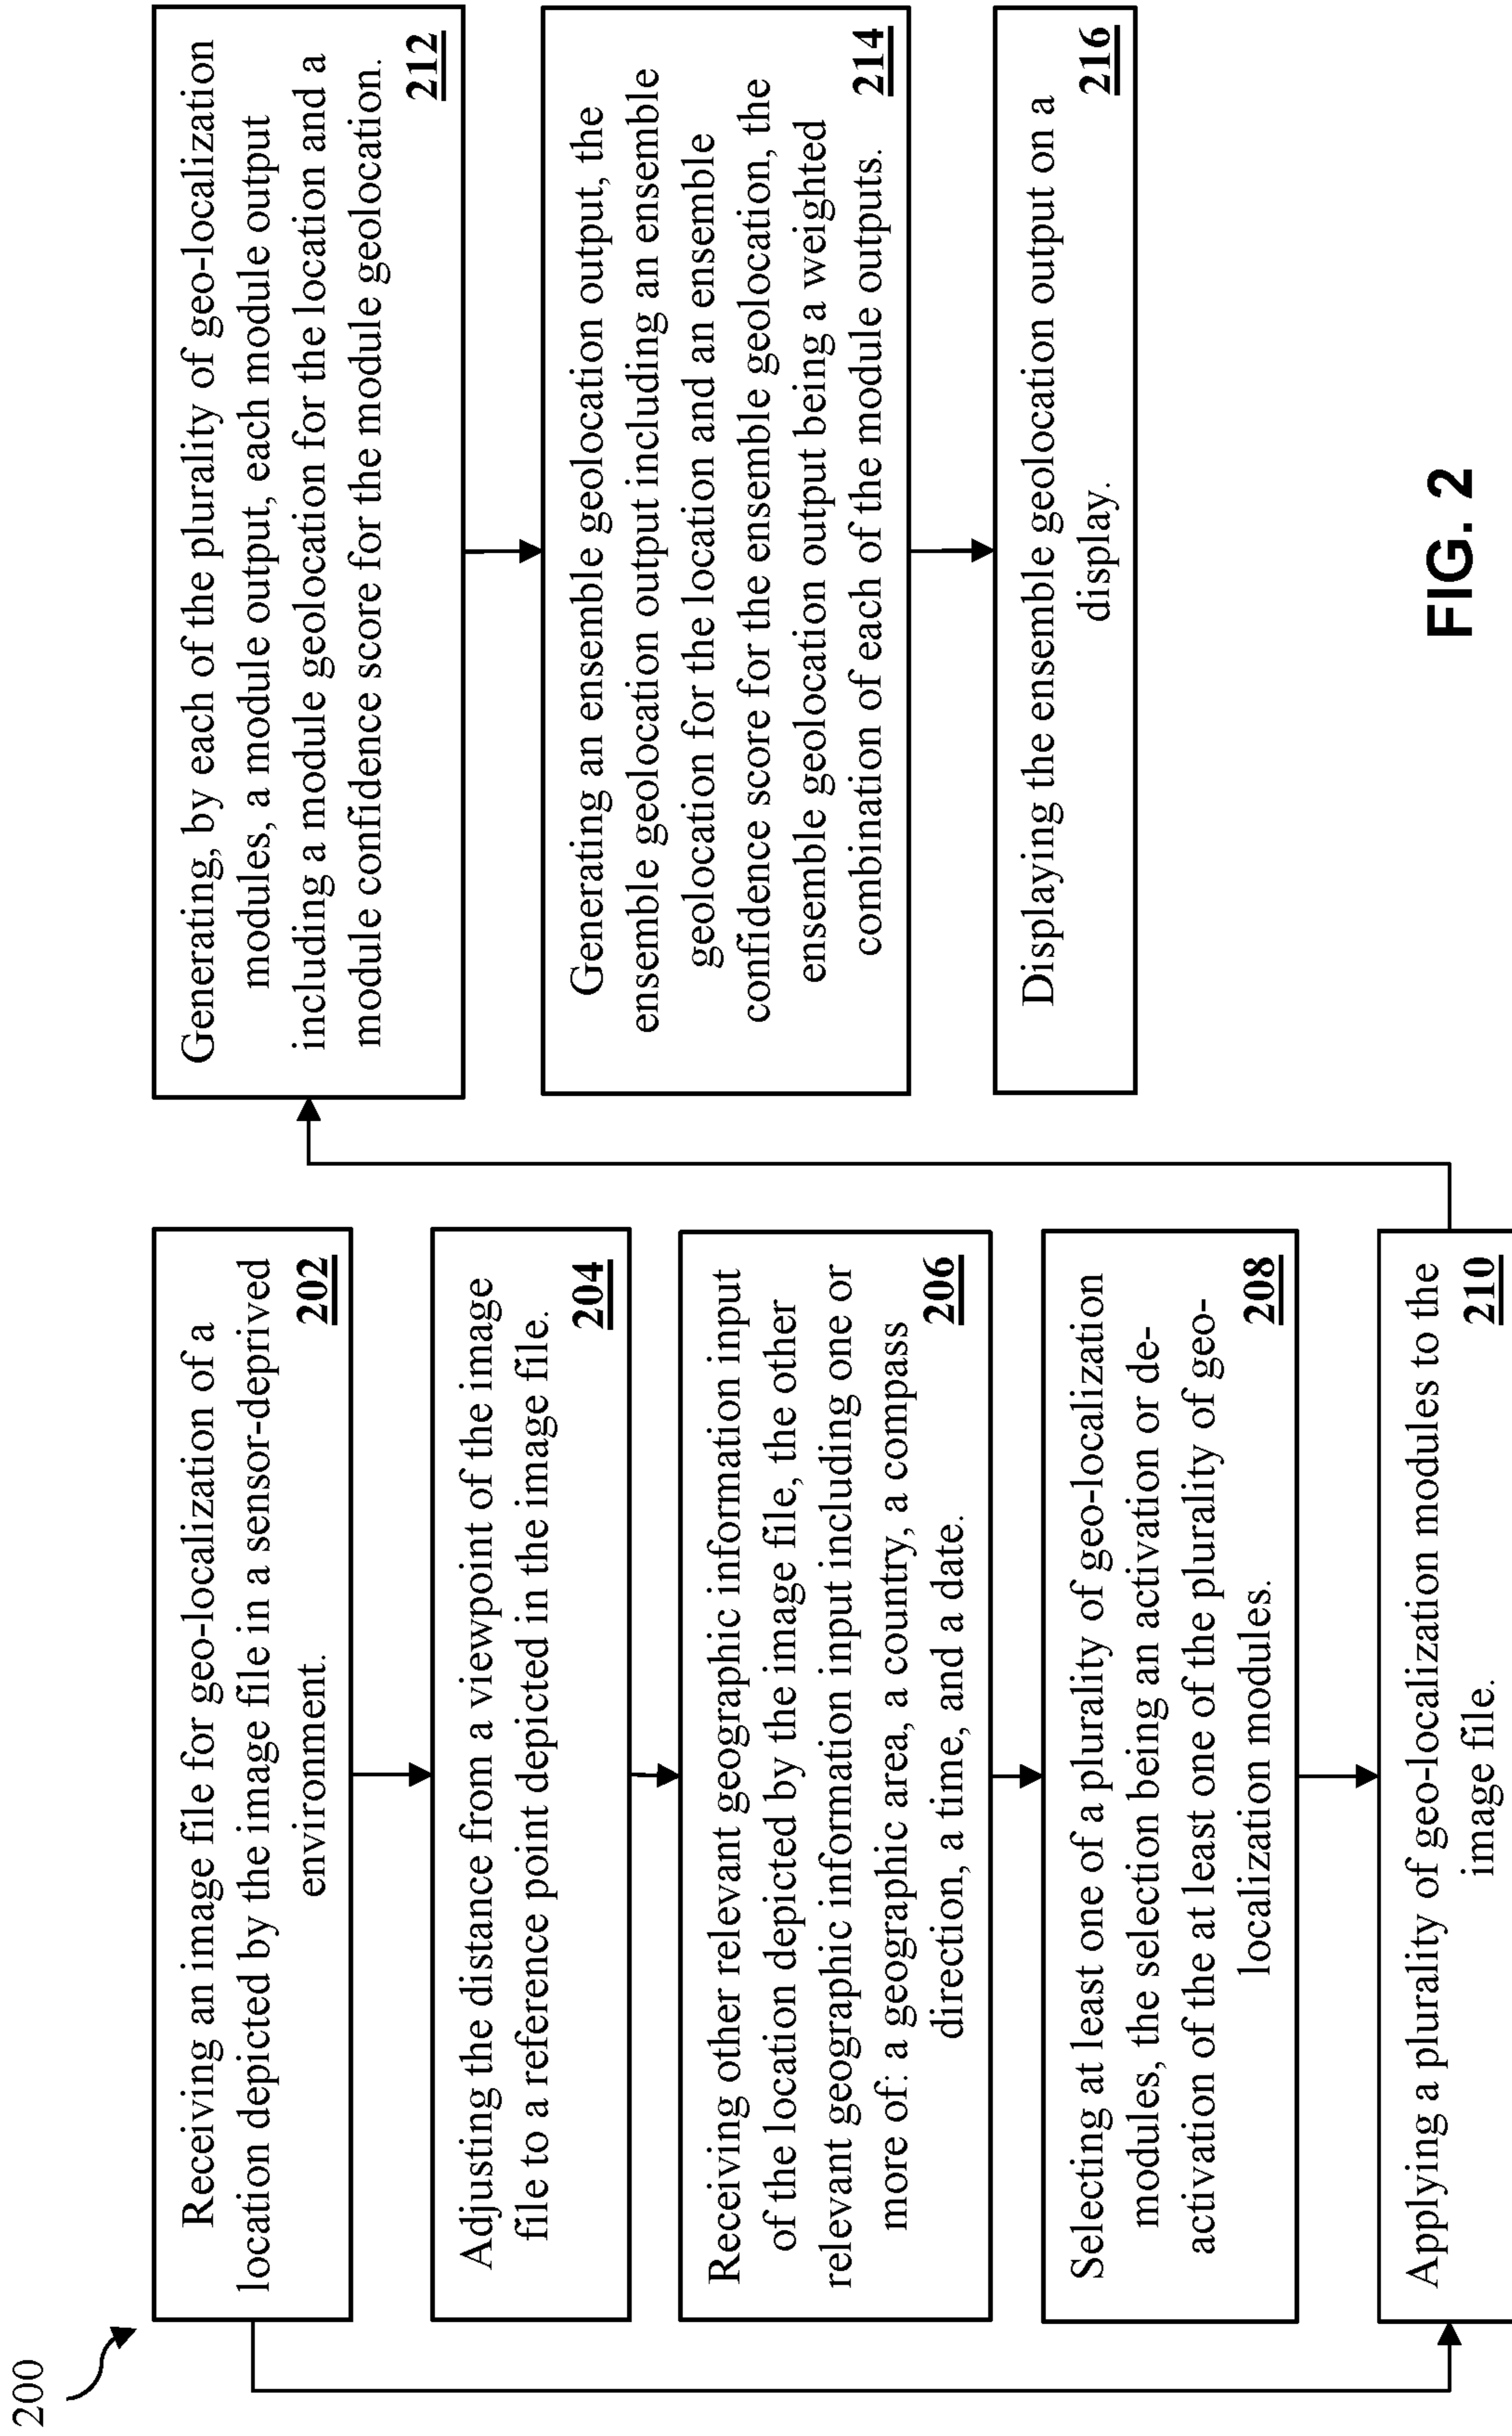 200
Receiving an image file for geo-localization of a
location depicted by the image file in a sensor-deprived
environment.
202
Adjusting the distance from a viewpoint of the image
file to a reference point depicted in the image file.
204
Receiving other relevant geographic information input
of the location depicted by the image file, the other
relevant geographic information input including one or
more of: a geographic area, a country, a compass
direction, a time, and a date.
206
Selecting at least one of a plurality of geo-localization
modules, the selection being an activation or de-
activation of the at least one of the plurality of geo-
localization modules.
208
Applying a plurality of geo-localization modules to the
image file.
210
Generating, by each of the plurality of geo-localization
modules, a module output, each module output
including a module geolocation for the location and a
module confidence score for the module geolocation.
212
Generating an ensemble geolocation output, the
ensemble geolocation output including an ensemble
geolocation for the location and an ensemble
confidence score for the ensemble geolocation, the
ensemble geolocation output being a weighted
combination of each of the module outputs.
214
Displaying the ensemble geolocation output on a
display.
216
FIG. 2